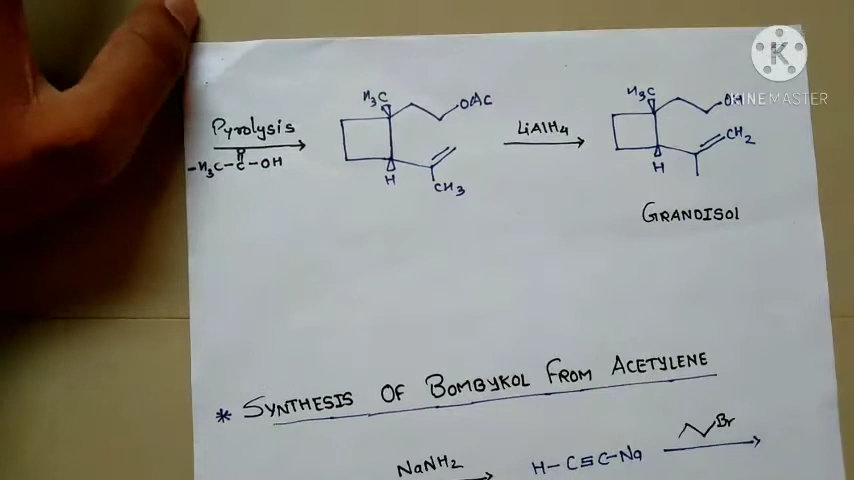 Pyrolysis
-H₃C-C-OH
O
H₃C
OAC
H
CH₃
LiAlH₄
H₃C
OH
CH₂
H
GRANDISOL
K
KINEMASTER
* SYNTHESIS OF BOMBYKOL FROM ACETYLENE
NaNH₂
H-C≡C-Na
Br